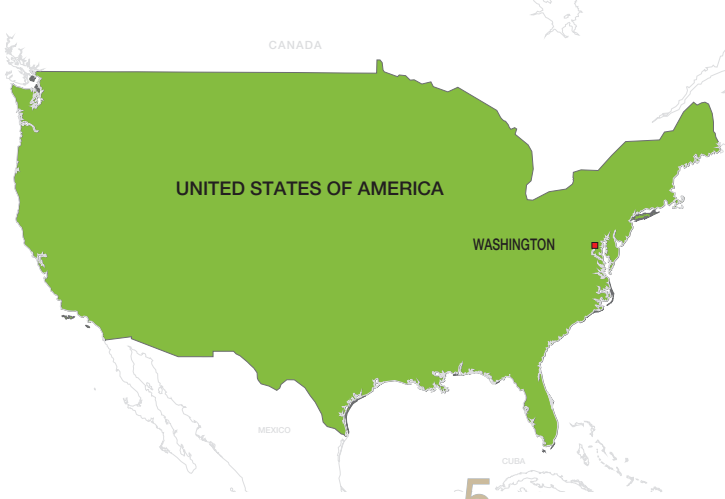 CANADA
UNITED STATES OF AMERICA
WASHINGTON
MEXICO
CUBA
5